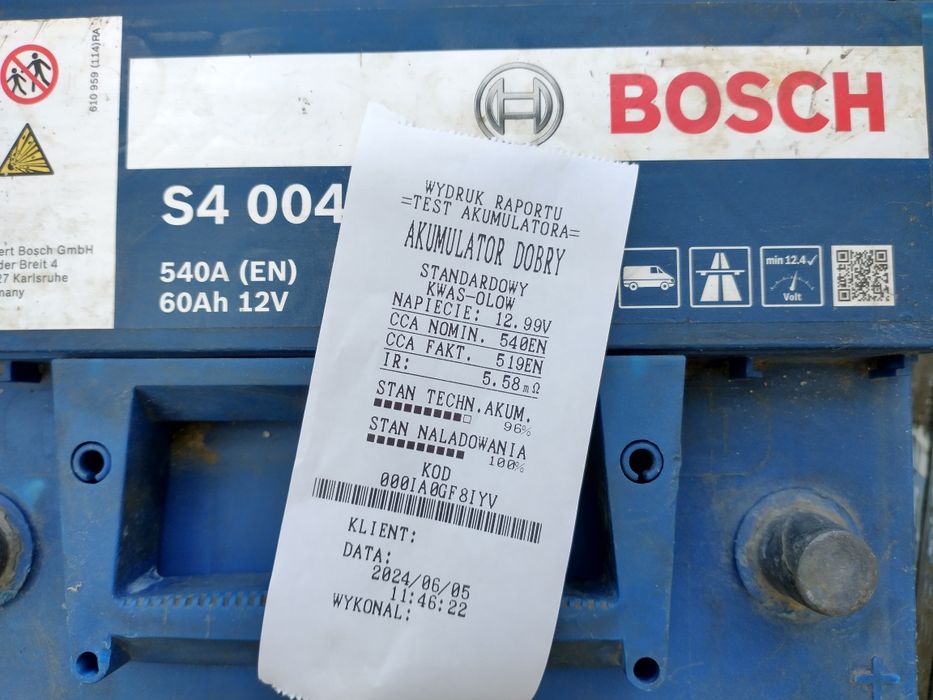 610 959 (114)RA
BOSCH
S4 004
540A (EN)
60Ah 12V
ert Bosch GmbH
der Breit 4
27 Karlsruhe
many
min 12.4 ✓
Volt
WYDRUK RAPORTU
=TEST AKUMULATORA=
AKUMULATOR DOBRY
STANDARDOWY
KWAS-OLOW
NAPIECIE: 12.99V
CCA NOMIN. 540EN
CCA FAKT. 519EN
IR: 5.58mΩ
STAN TECHN.AKUM.
96%
STAN NALADOWANIA
100%
KOD
000IA0GF8IYV
KLIENT:
DATA:
2024/06/05
11:46:22
WYKONAL:
+